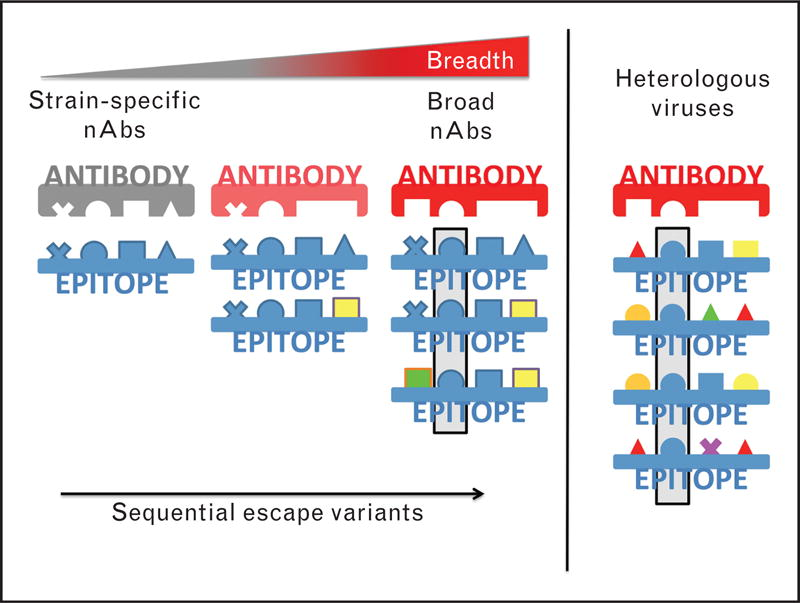 Breadth
Strain-specific
nAbs
Broad
nAbs
Heterologous
viruses
ANTIBODY
ANTIBODY
ANTIBODY
ANTIBODY
EPITOPE
EPITOPE
EPITOPE
EPITOPE
EPITOPE
EPITOPE
EPITOPE
EPITOPE
EPITOPE
EPITOPE
Sequential escape variants